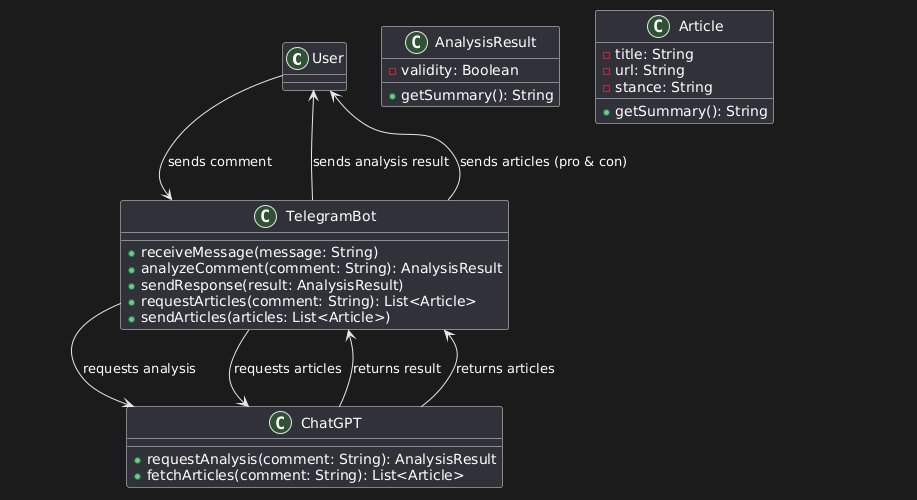 C User
C AnalysisResult
validity: Boolean
getSummary(): String
C Article
title: String
url: String
stance: String
getSummary(): String
sends comment
sends analysis result
sends articles (pro & con)
C TelegramBot
receiveMessage(message: String)
analyzeComment(comment: String): AnalysisResult
sendResponse(result: AnalysisResult)
requestArticles(comment: String): List<Article>
sendArticles(articles: List<Article>)
requests analysis
requests articles
returns result
returns articles
C ChatGPT
requestAnalysis(comment: String): AnalysisResult
fetchArticles(comment: String): List<Article>